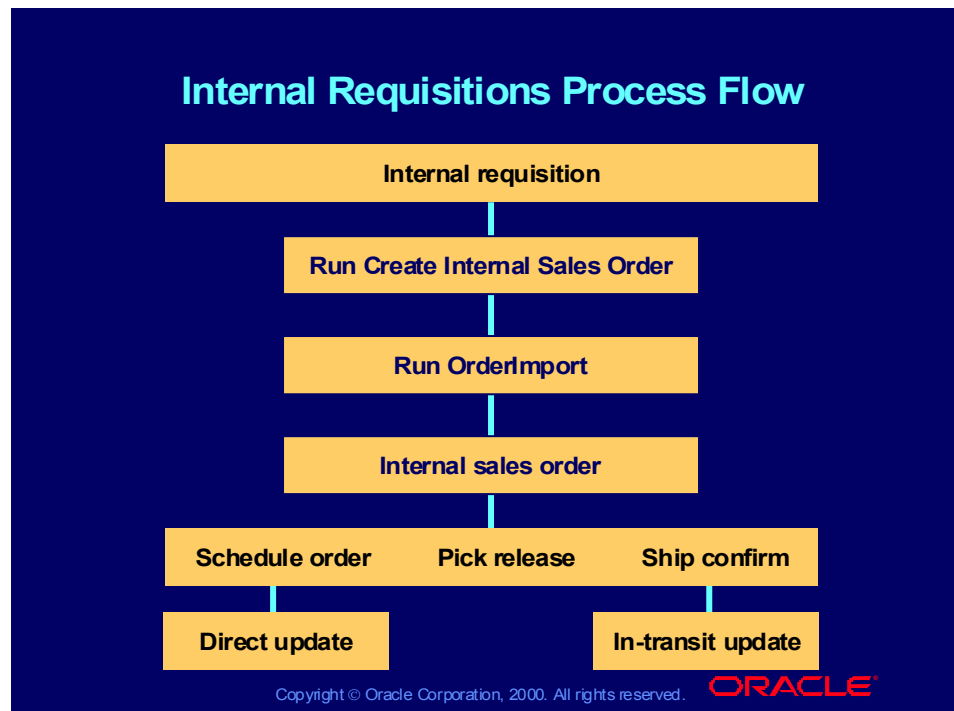 Internal Requisitions Process Flow
Internal requisition
Run Create Internal Sales Order
Run OrderImport
Internal sales order
Schedule order Pick release Ship confirm
Direct update In-transit update
Copyright © Oracle Corporation, 2000. All rights reserved. ORACLE®